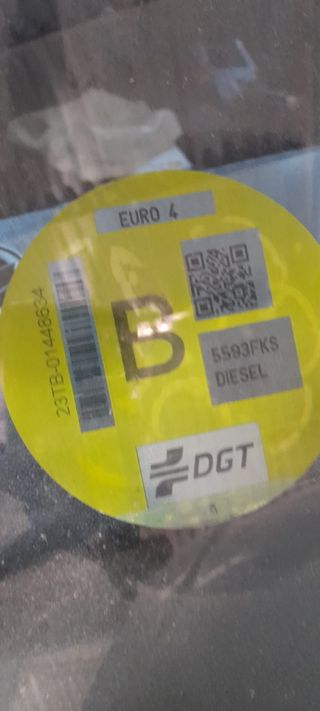 EURO 4
23TB-01448634
B
5593FKS
DIESEL
DGT